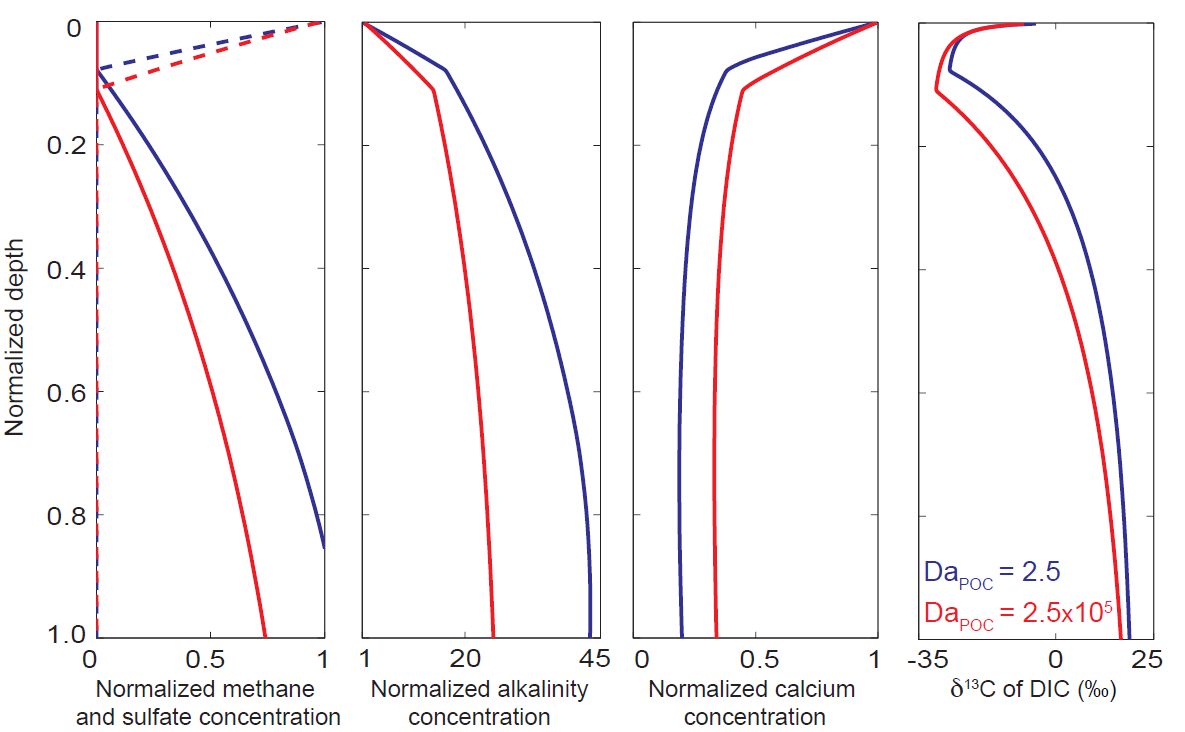 0
0.2
0.4
0.6
0.8
1.0
Normalized depth
0 0.5 1
Normalized methane
and sulfate concentration
1 20 45
Normalized alkalinity
concentration
0 0.5 1
Normalized calcium
concentration
DaPOC = 2.5
DaPOC = 2.5x10⁵
-35 0 25
δ¹³C of DIC (‰)